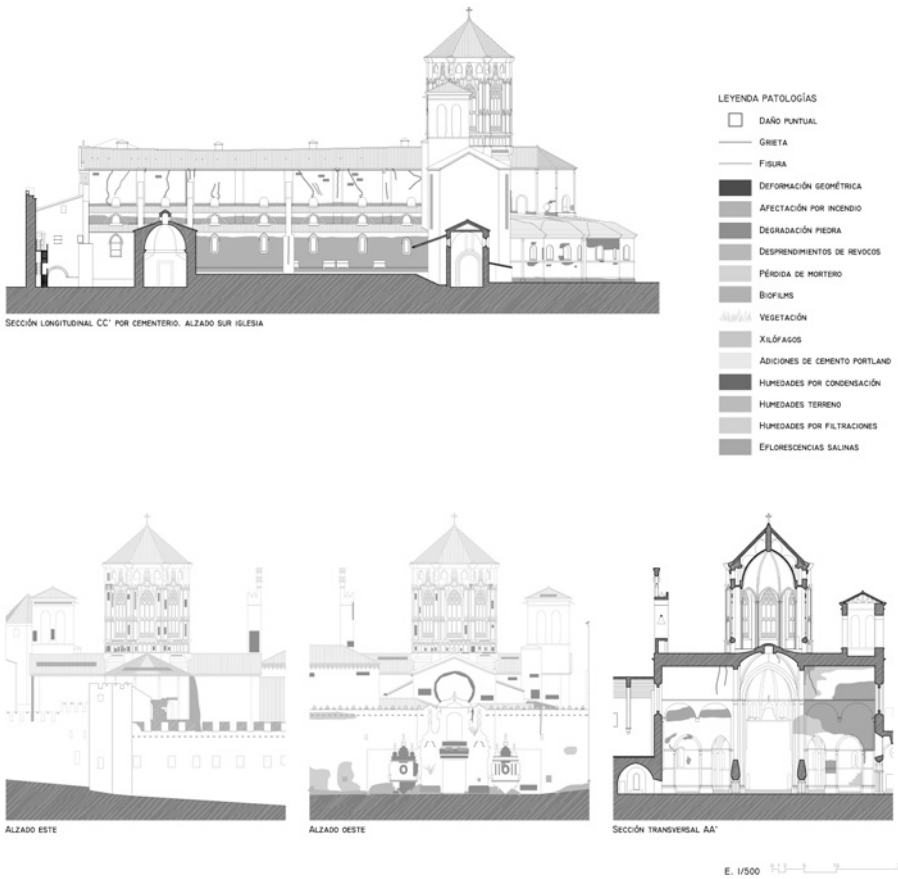 LEYENDA PATOLOGÍAS
DAÑO PUNTUAL
GRIETA
FISURA
DEFORMACIÓN GEOMÉTRICA
AFECTACIÓN POR INCENDIO
DEGRADACIÓN PIEDRA
DESPRENDIMIENTOS DE REVOCOS
PÉRDIDA DE MORTERO
BIOFILMS
VEGETACIÓN
XILÓFAGOS
ADICIONES DE CEMENTO PORTLAND
HUMEDADES POR CONDENSACIÓN
HUMEDADES TERRENO
HUMEDADES POR FILTRACIONES
EFLORESCENCIAS SALINAS
SECCIÓN LONGITUDINAL CC' POR CEMENTERIO. ALZADO SUR IGLESIA
ALZADO ESTE
ALZADO OESTE
SECCIÓN TRANSVERSAL AA'
E. 1/500